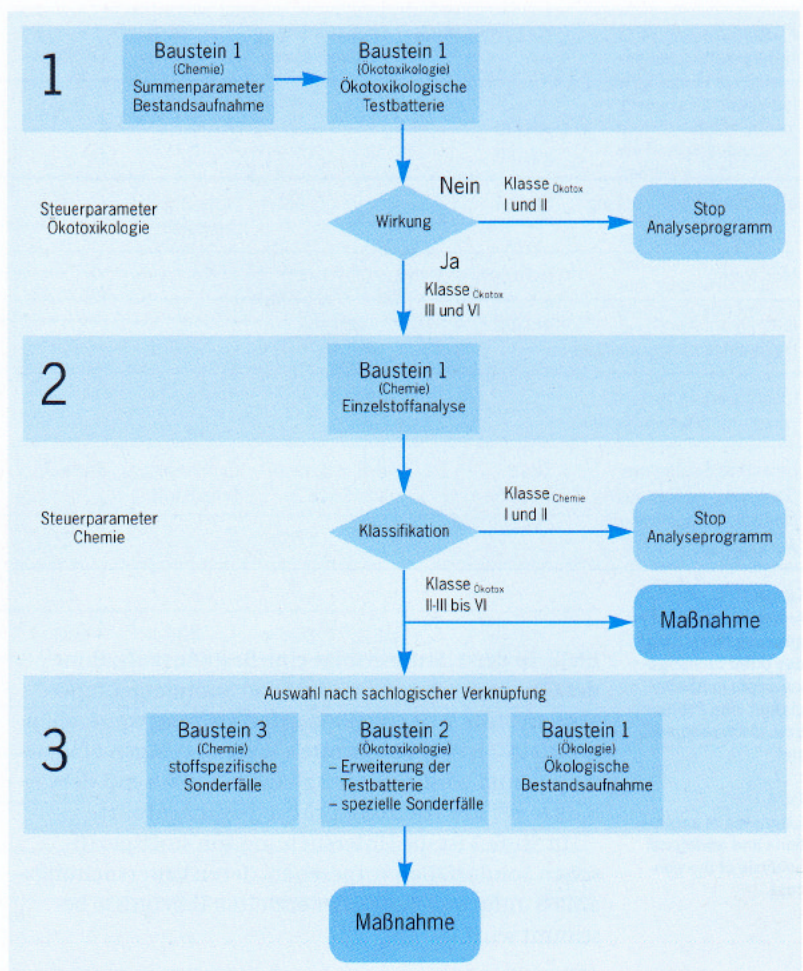 1
Baustein 1
(Chemie)
Summenparameter
Bestandsaufnahme
Baustein 1
(Ökotoxikologie)
Ökotoxikologische
Testbatterie
Steuerparameter
Ökotoxikologie
Wirkung
Nein
Klasse Ökotox
I und II
Stop
Analyseprogramm
Ja
Klasse Ökotox
III und VI
2
Baustein 1
(Chemie)
Einzelstoffanalyse
Steuerparameter
Chemie
Klassifikation
Klasse Chemie
I und II
Stop
Analyseprogramm
Klasse Ökotox
II-III bis VI
Maßnahme
3
Auswahl nach sachlogischer Verknüpfung
Baustein 3
(Chemie)
stoffspezifische
Sonderfälle
Baustein 2
(Ökotoxikologie)
– Erweiterung der
Testbatterie
– spezielle Sonderfälle
Baustein 1
(Ökologie)
Ökologische
Bestandsaufnahme
Maßnahme